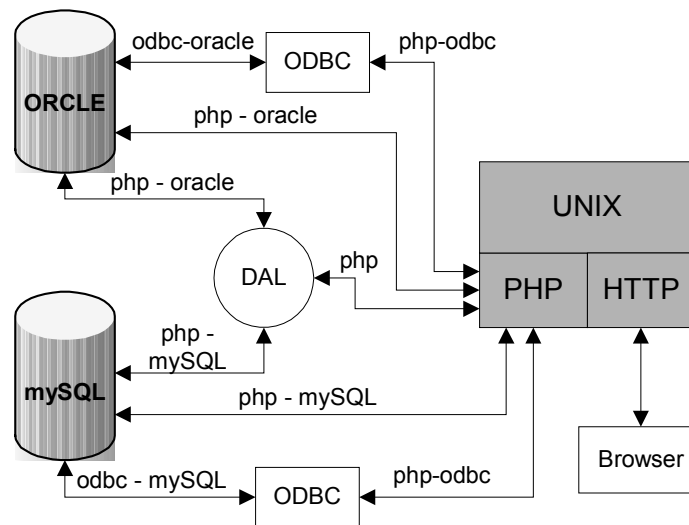 odbc-oracle
ODBC
php-odbc
ORCLE
php - oracle
php - oracle
UNIX
DAL
php
PHP
HTTP
php -
mySQL
mySQL
php - mySQL
Browser
odbc - mySQL
ODBC
php-odbc